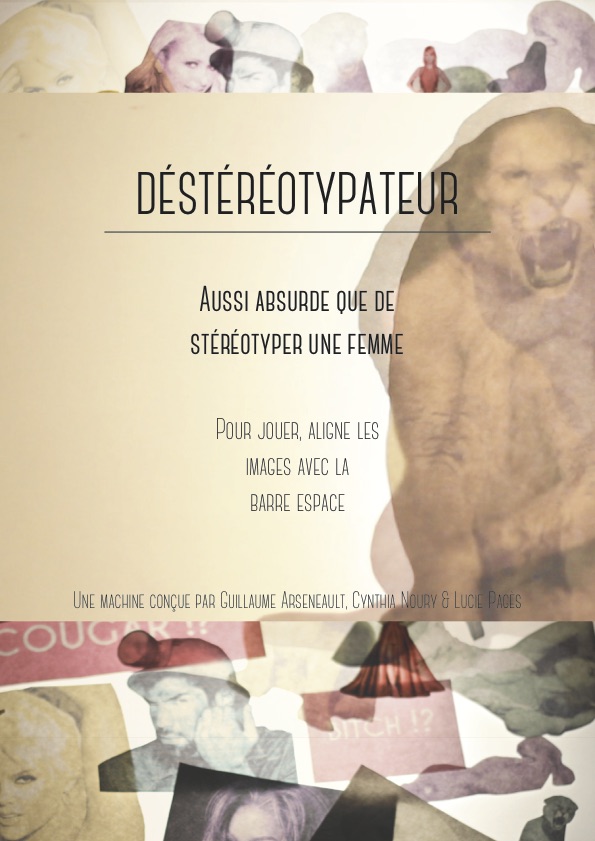 DÉSTÉRÉOTYPATEUR
AUSSI ABSURDE QUE DE
STÉRÉOTYPER UNE FEMME
POUR JOUER, ALIGNE LES
IMAGES AVEC LA
BARRE ESPACE
UNE MACHINE CONÇUE PAR GUILLAUME ARSENEAULT, CYNTHIA NOURY & LUCIE PAGES
COUGAR !?
BITCH !?